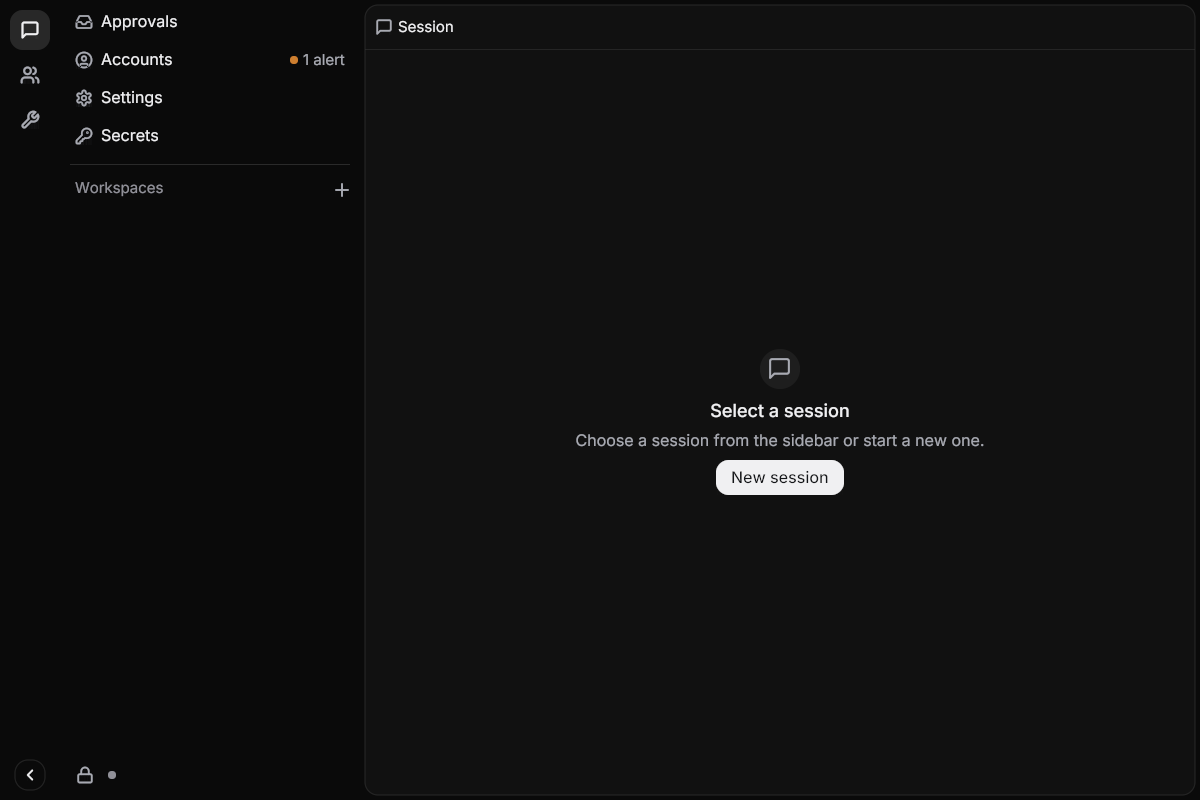 Approvals
Accounts
1 alert
Settings
Secrets
Workspaces
Session
Select a session
Choose a session from the sidebar or start a new one.
New session